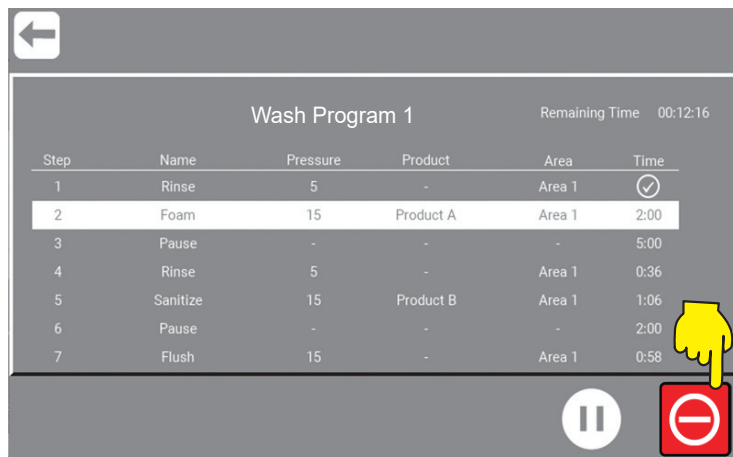 Wash Program 1 Remaining Time 00:12:16
Step Name Pressure Product Area Time
1 Rinse 5 - Area 1
2 Foam 15 Product A Area 1 2:00
3 Pause - - - 5:00
4 Rinse 5 - Area 1 0:36
5 Sanitize 15 Product B Area 1 1:06
6 Pause - - - 2:00
7 Flush 15 - Area 1 0:58